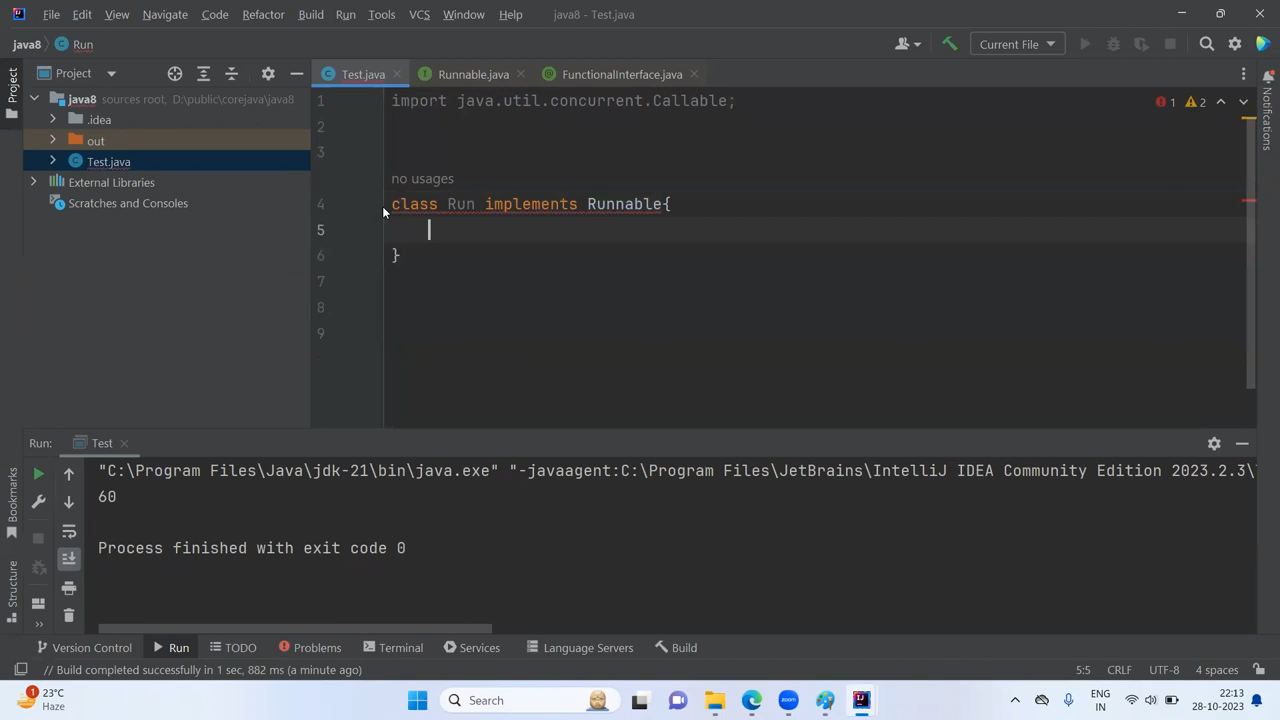 File Edit View Navigate Code Refactor Build Run Tools VCS Window Help java8 - Test.java
java8 Run Current File
Project Test.java Runnable.java FunctionalInterface.java
Project
java8 sources root, D:\public\corejava\java8
.idea
out
Test.java
External Libraries
Scratches and Consoles
1 import java.util.concurrent.Callable;
1 2
2
3
no usages
4 class Run implements Runnable{
5
6 }
7
8
9
Notifications
Run: Test
"C:\Program Files\Java\jdk-21\bin\java.exe" "-javaagent:C:\Program Files\JetBrains\IntelliJ IDEA Community Edition 2023.2.3\
60
Process finished with exit code 0
Bookmarks
Structure
Version Control Run TODO Problems Terminal Services Language Servers Build
// Build completed successfully in 1 sec, 882 ms (a minute ago) 5:5 CRLF UTF-8 4 spaces
1 23°C
Haze
Search
zoom
ENG
IN
22:13
28-10-2023